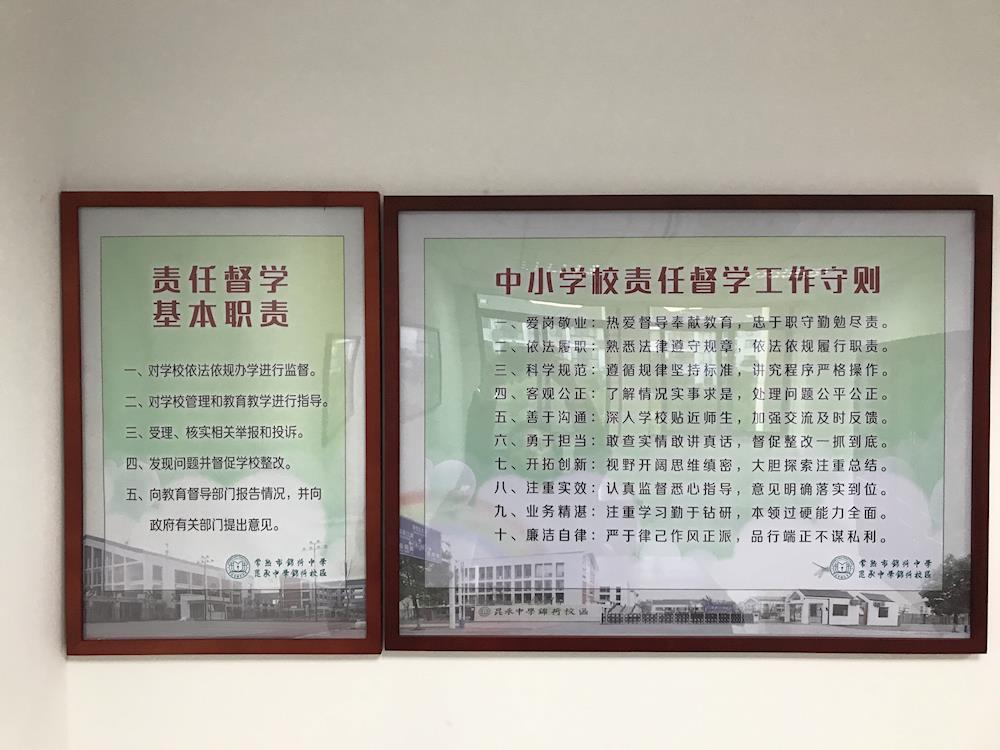 责任督学
基本职责
一、对学校依法依规办学进行监督。
二、对学校管理和教育教学进行指导。
三、受理、核实相关举报和投诉。
四、发现问题并督促学校整改。
五、向教育督导部门报告情况，并向
政府有关部门提出意见。
常熟市锦荷中学
昆承中学锦荷校区
中小学校责任督学工作守则
一、爱岗敬业：热爱督导奉献教育，忠于职守勤勉尽责。
二、依法履职：熟悉法律遵守规章，依法依规履行职责。
三、科学规范：遵循规律坚持标准，讲究程序严格操作。
四、客观公正：了解情况实事求是，处理问题公平公正。
五、善于沟通：深入学校贴近师生，加强交流及时反馈。
六、勇于担当：敢查实情敢讲真话，督促整改一抓到底。
七、开拓创新：视野开阔思维缜密，大胆探索注重总结。
八、注重实效：认真监督悉心指导，意见明确落实到位。
九、业务精湛：注重学习勤于钻研，本领过硬能力全面。
十、廉洁自律：严于律己作风正派，品行端正不谋私利。
常熟市锦荷中学
昆承中学锦荷校区
昆承中學錦荷校區